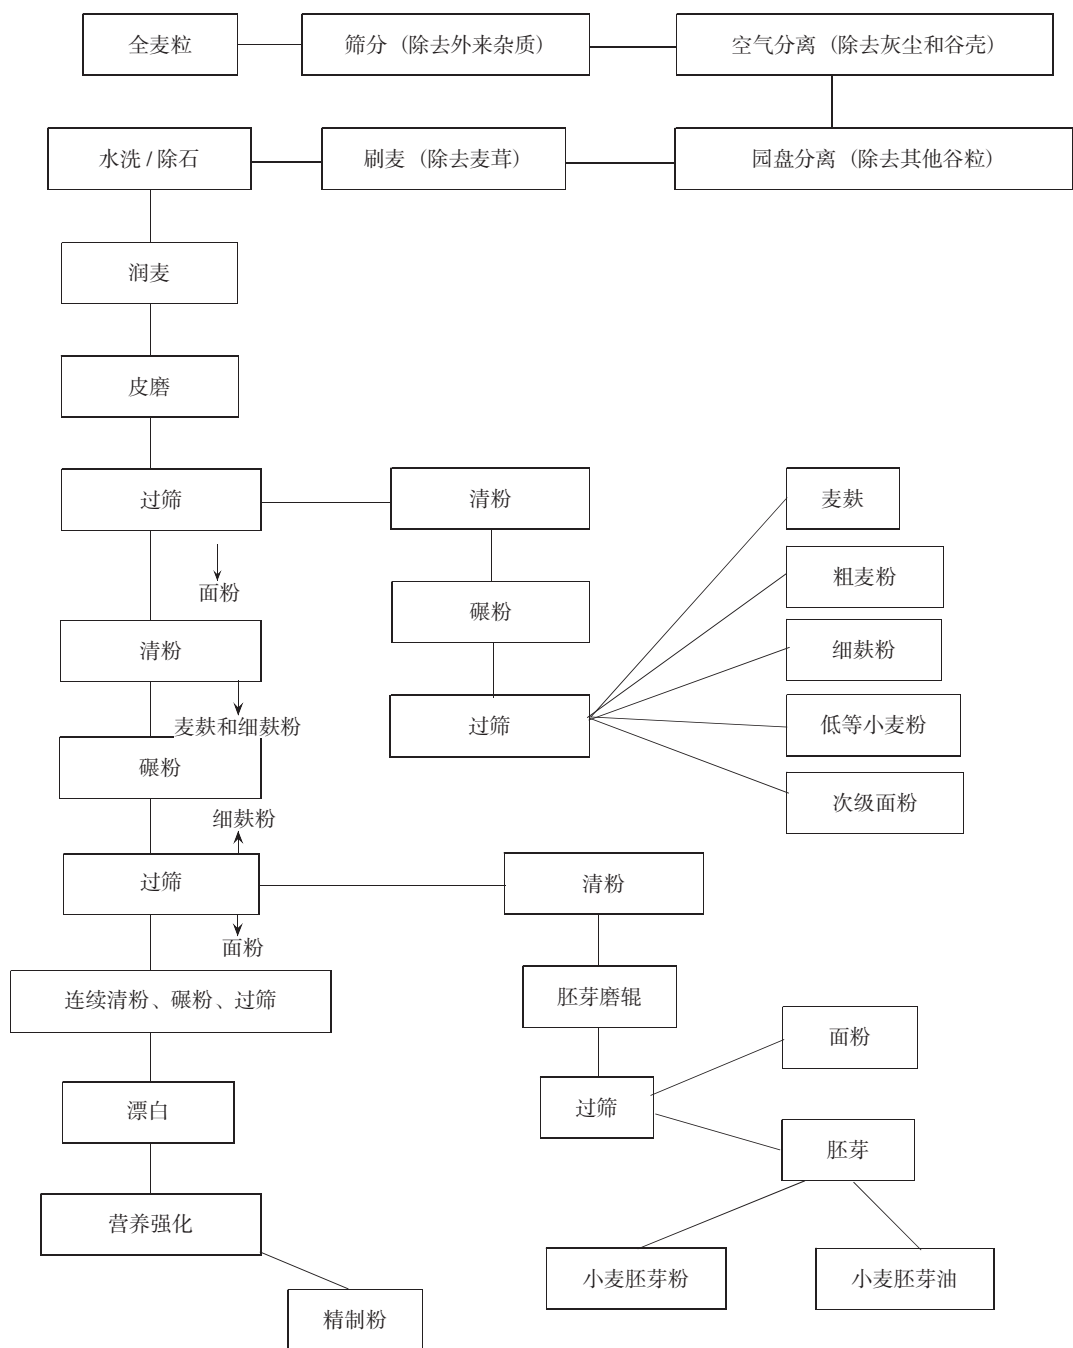 全麦粒
筛分（除去外来杂质）
空气分离（除去灰尘和谷壳）
水洗 / 除石
刷麦（除去麦茸）
园盘分离（除去其他谷粒）
润麦
皮磨
过筛
清粉
麦麸
面粉
粗麦粉
碾粉
清粉
细麸粉
麦麸和细麸粉
过筛
低等小麦粉
碾粉
次级面粉
细麸粉
过筛
清粉
面粉
连续清粉、碾粉、过筛
胚芽磨辊
面粉
漂白
过筛
胚芽
营养强化
小麦胚芽粉
小麦胚芽油
精制粉